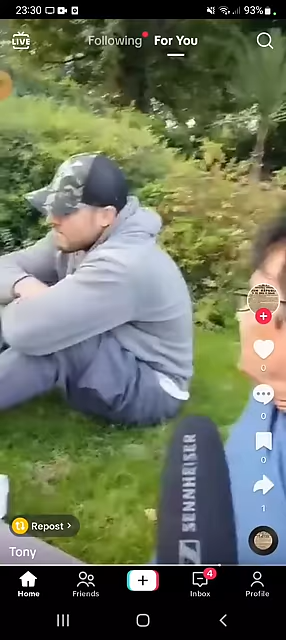 23:30
93%
LIVE
Following
For You
0
0
0
1
SENNHEISER
Repost >
Tony
Home
Friends
4
Inbox
Profile